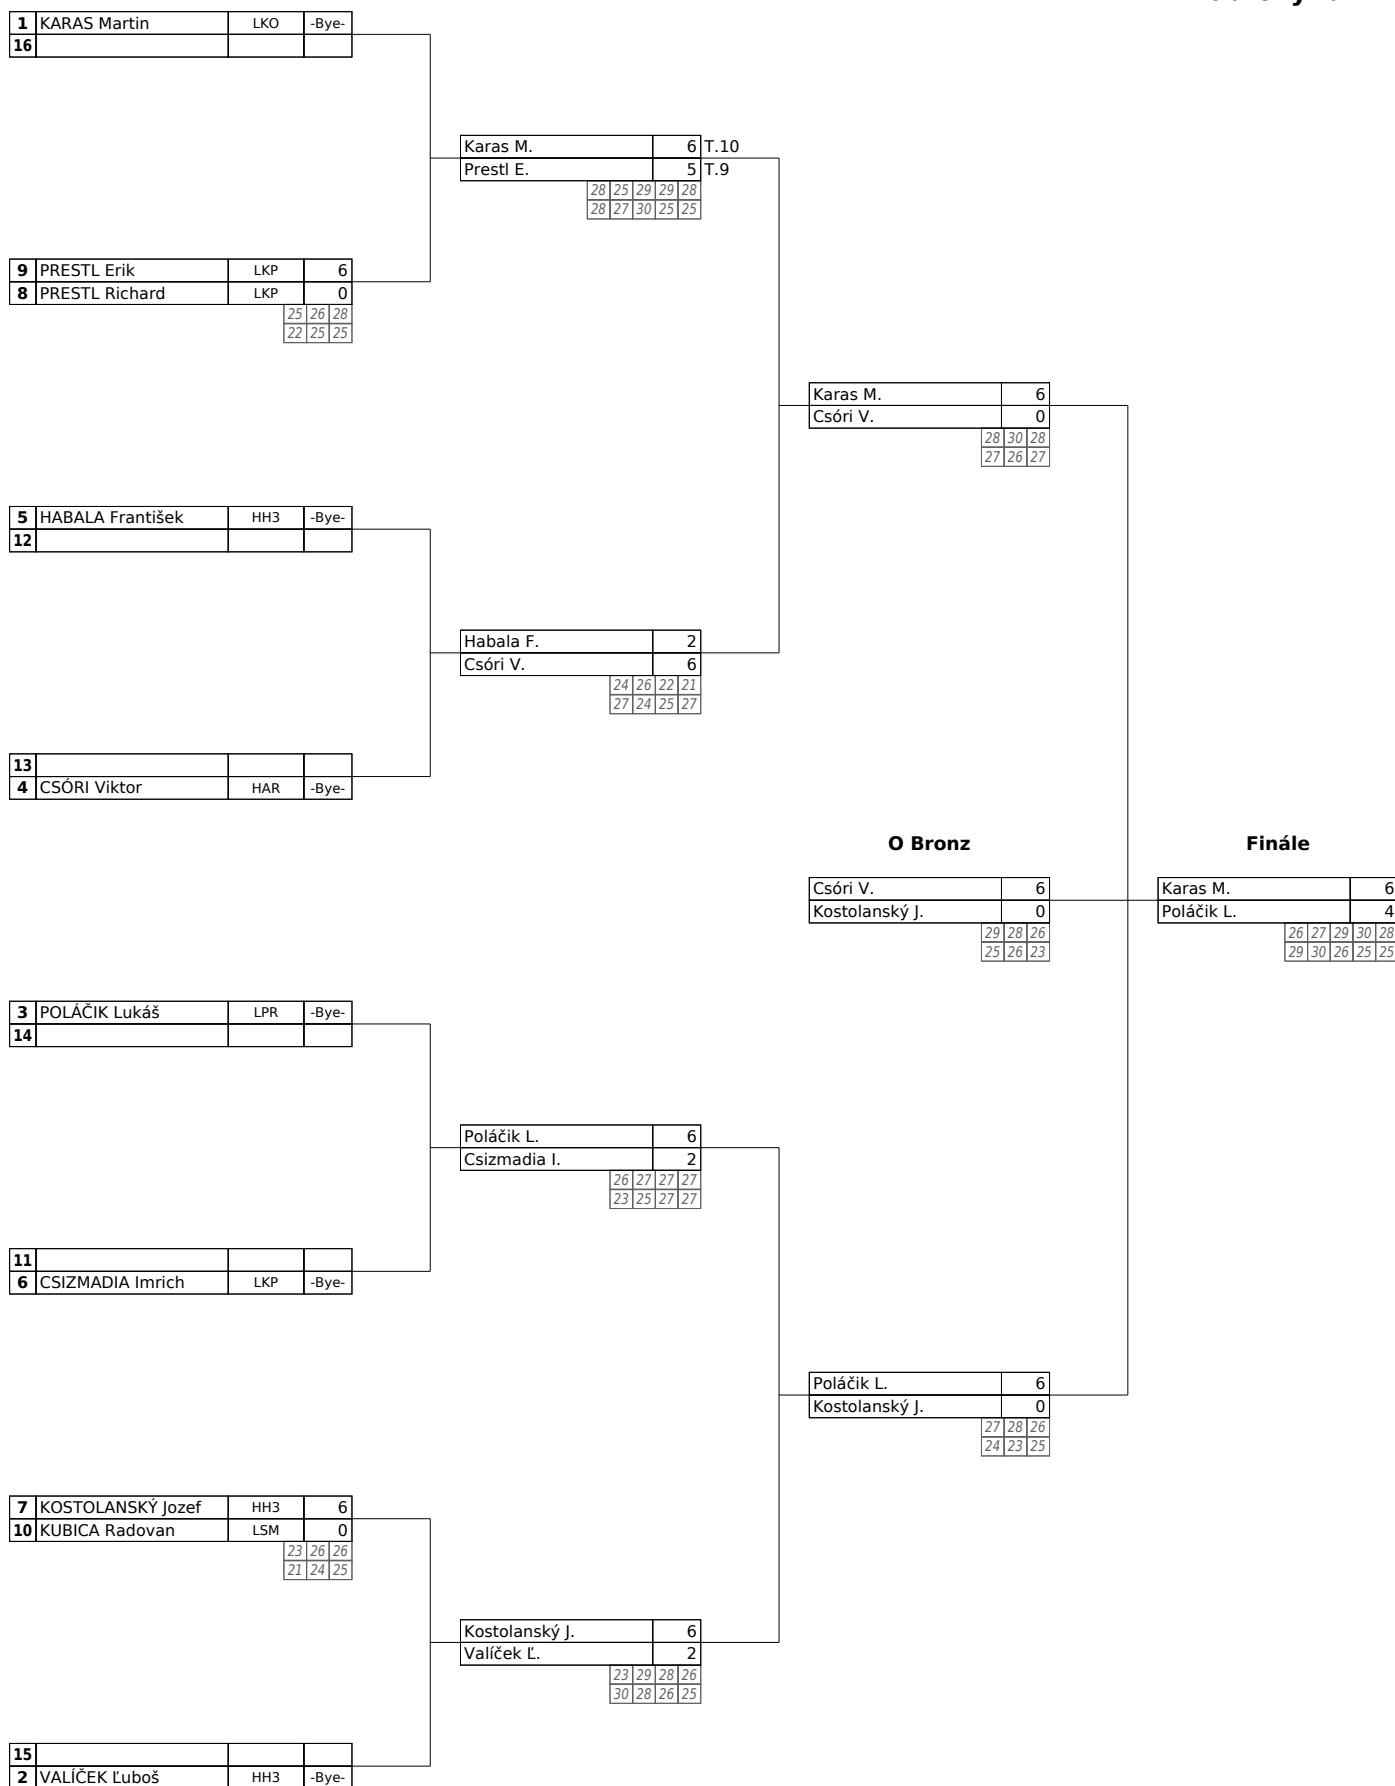 1 KARAS Martin LKO -Bye-
16
Karas M. 6 T.10
Prestl E. 5 T.9
28 25 29 29 28
28 27 30 25 25
9 PRESTL Erik LKP 6
8 PRESTL Richard LKP 0
25 26 28
22 25 25
Karas M. 6
Csóri V. 0
28 30 28
27 26 27
5 HABALA František HH3 -Bye-
12
Habala F. 2
Csóri V. 6
24 26 22 21
27 24 25 27
13
4 CSÓRI Viktor HAR -Bye-
O Bronz
Finále
Csóri V. 6
Kostolanský J. 0
29 28 26
25 26 23
Karas M. 6
Poláčik L. 4
26 27 29 30 28
29 30 26 25 25
3 POLÁČIK Lukáš LPR -Bye-
14
Poláčik L. 6
Csizmadia I. 2
26 27 27 27
23 25 27 27
11
6 CSIZMADIA Imrich LKP -Bye-
Poláčik L. 6
Kostolanský J. 0
27 28 26
24 23 25
7 KOSTOLANSKÝ Jozef HH3 6
10 KUBICA Radovan LSM 0
23 26 26
21 24 25
Kostolanský J. 6
Valíček Ľ. 2
23 29 28 26
30 28 26 25
15
2 VALÍČEK Ľuboš HH3 -Bye-